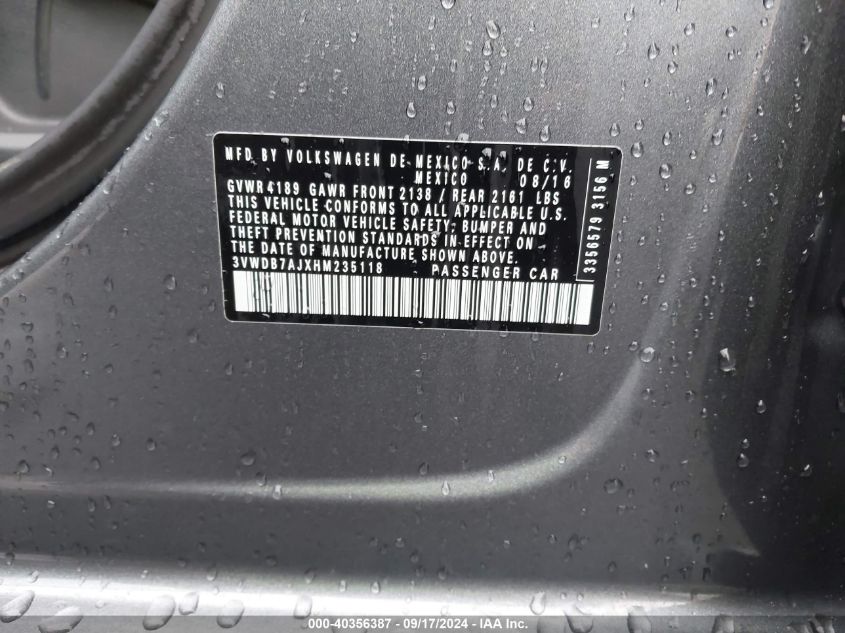 MFD BY VOLKSWAGEN DE MEXICO S.A. DE C.V.
MEXICO 08/16
GVWR 4189 GAWR FRONT 2138 / REAR 2161 LBS
THIS VEHICLE CONFORMS TO ALL APPLICABLE U.S.
FEDERAL MOTOR VEHICLE SAFETY, BUMPER AND
THEFT PREVENTION STANDARDS IN EFFECT ON
THE DATE OF MANUFACTURE SHOWN ABOVE.
3VWDB7AJXHM235118 PASSENGER CAR
3356579 3156 M
000-40356387 - 09/17/2024 - © IAA Inc.